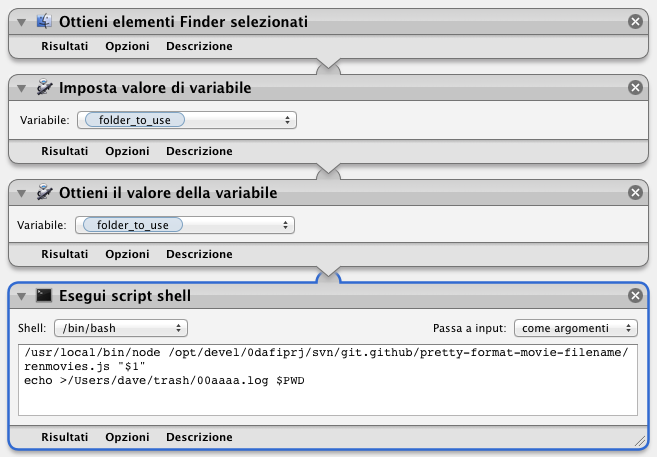 Ottieni elementi Finder selezionati
Risultati Opzioni Descrizione
Imposta valore di variabile
Variabile: folder_to_use
Risultati Opzioni Descrizione
Ottieni il valore della variabile
Variabile: folder_to_use
Risultati Opzioni Descrizione
Esegui script shell
Shell: /bin/bash Passa a input: come argomenti
/usr/local/bin/node /opt/devel/0dafiprj/svn/git.github/pretty-format-movie-filename/
renmovies.js "$1"
echo >/Users/dave/trash/00aaaa.log $PWD
Risultati Opzioni Descrizione